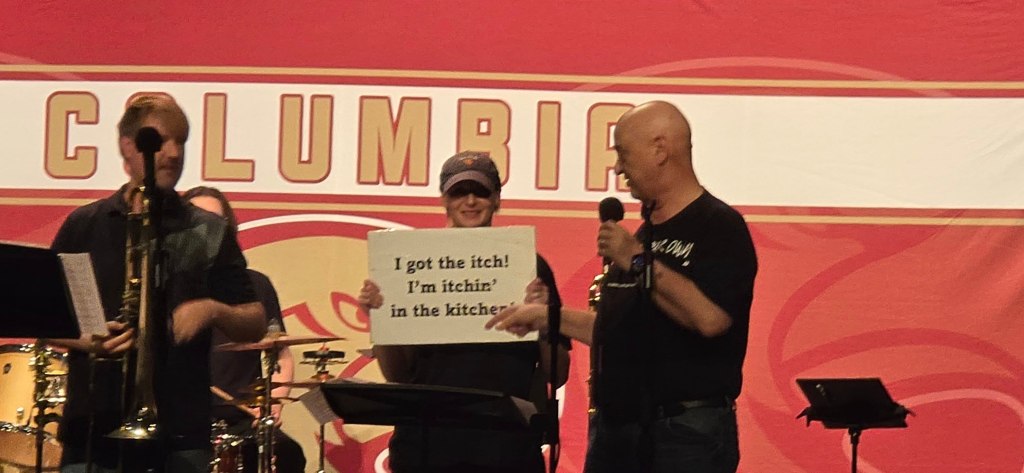 COLUMBIA
I got the itch!
I'm itchin'
in the kitchen!